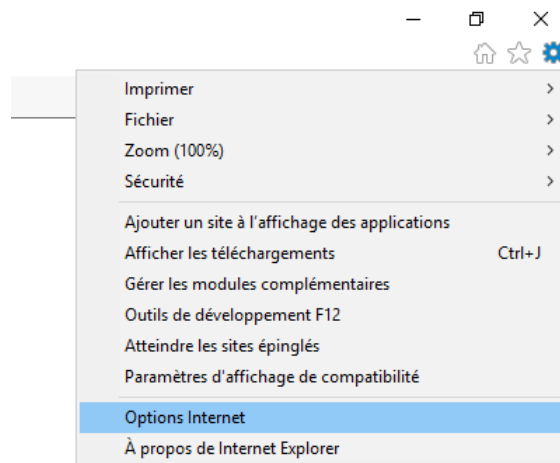 Imprimer
Fichier
Zoom (100%)
Sécurité
Ajouter un site à l'affichage des applications
Afficher les téléchargements Ctrl+J
Gérer les modules complémentaires
Outils de développement F12
Atteindre les sites épinglés
Paramètres d'affichage de compatibilité
Options Internet
À propos de Internet Explorer